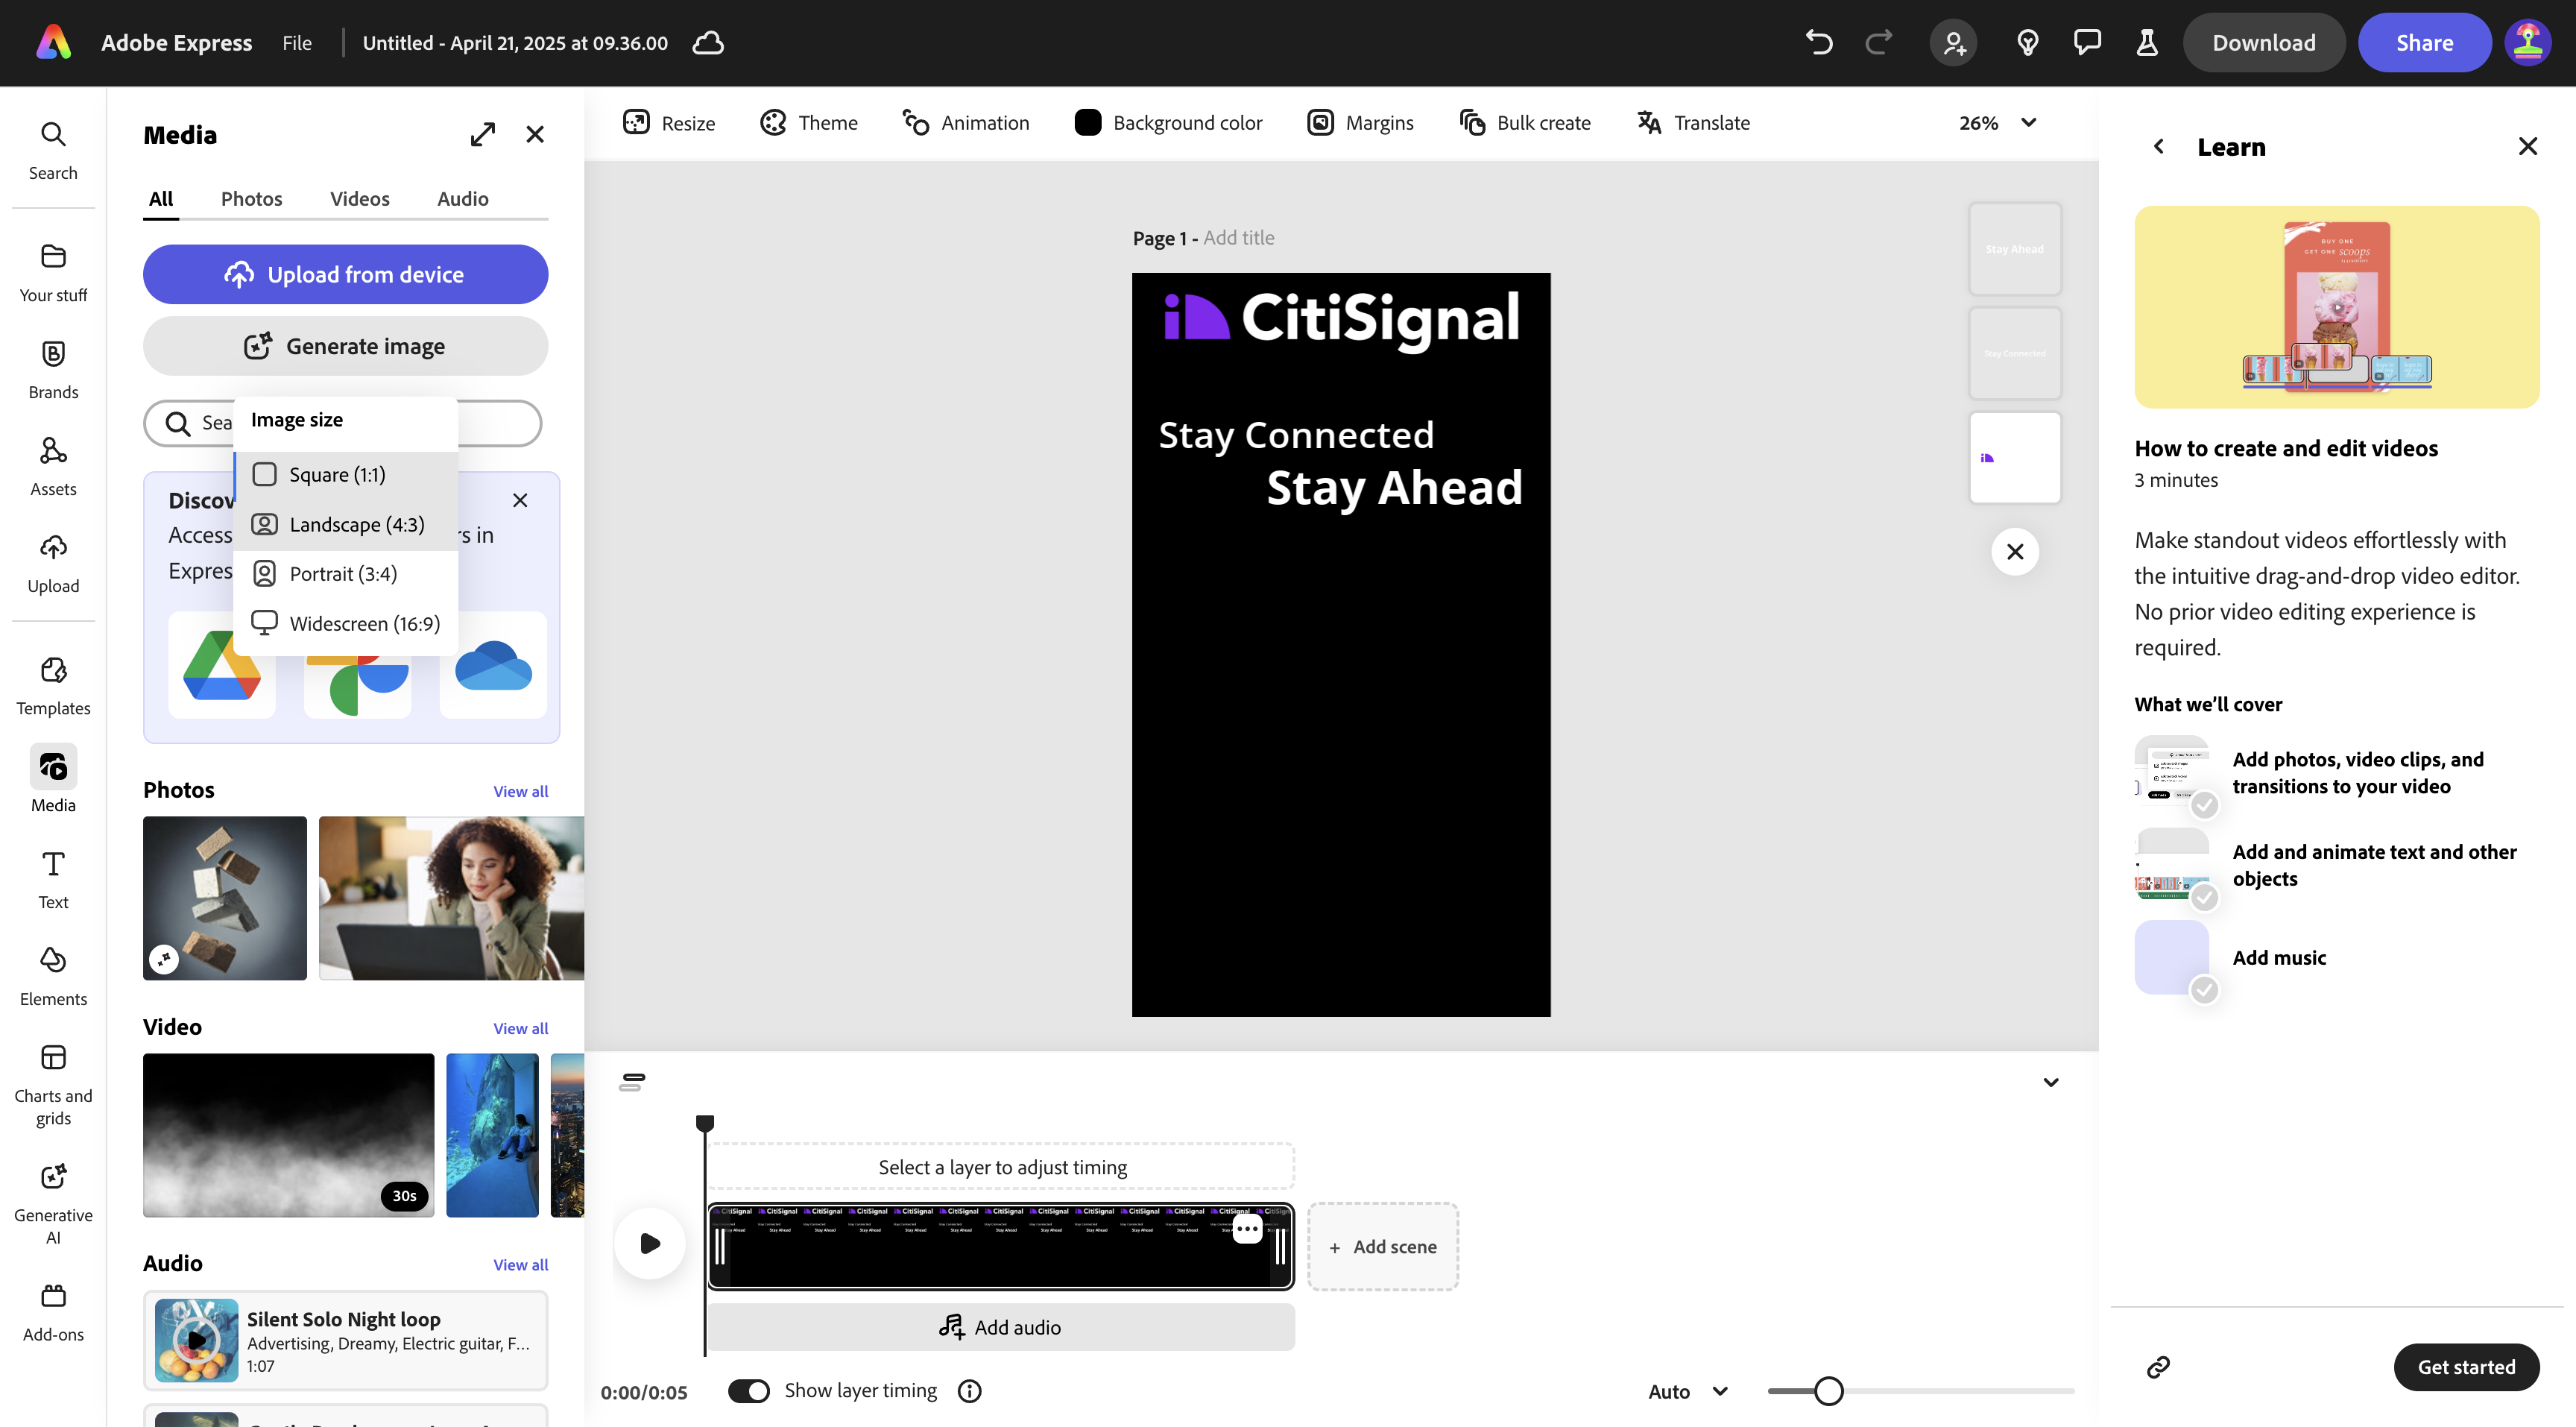 Adobe Express
File
Untitled - April 21, 2025 at 09.36.00
Download
Share
Search
Your stuff
Brands
Assets
Upload
Templates
Media
Text
Elements
Charts and
grids
Generative
AI
Add-ons
Media
All
Photos
Videos
Audio
Upload from device
Generate image
Sea
Image size
Square (1:1)
Landscape (4:3)
Portrait (3:4)
Widescreen (16:9)
Discov
Access
rs in
Expres
Photos
View all
Video
View all
30s
Audio
View all
Silent Solo Night loop
Advertising, Dreamy, Electric guitar, F...
1:07
Resize
Theme
Animation
Background color
Margins
Bulk create
Translate
26%
Page 1 - Add title
CitiSignal
Stay Connected
Stay Ahead
Stay Ahead
Stay Connected
Select a layer to adjust timing
CitiSignal
+ Add scene
Add audio
0:00/0:05
Show layer timing
Auto
Learn
BUY ONE
GET ONE scoops
How to create and edit videos
3 minutes
Make standout videos effortlessly with
the intuitive drag-and-drop video editor.
No prior video editing experience is
required.
What we'll cover
Add photos, video clips, and
transitions to your video
Add and animate text and other
objects
Add music
Get started